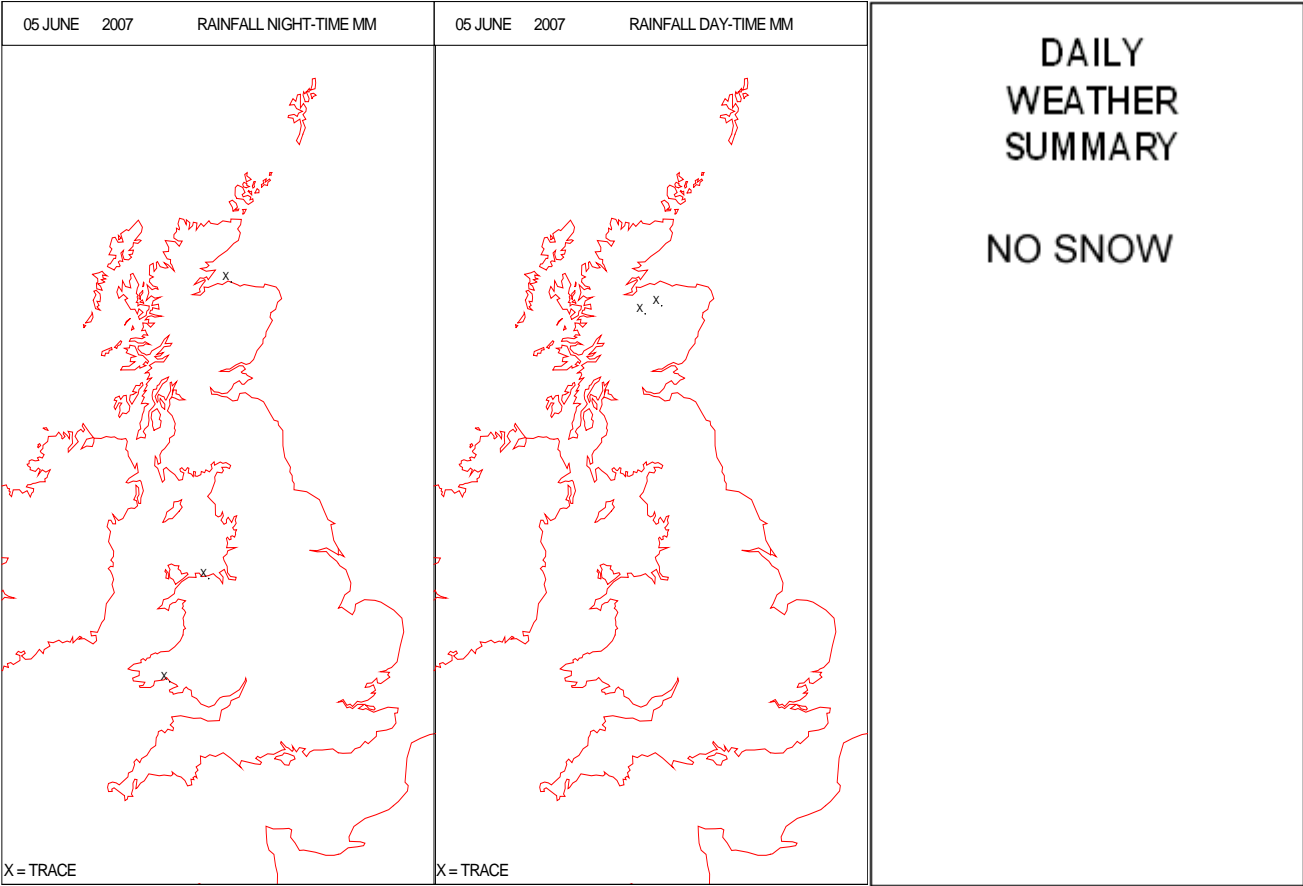 05 JUNE 2007 RAINFALL NIGHT-TIME MM
X
X
X
X = TRACE
05 JUNE 2007 RAINFALL DAY-TIME MM
X
X
X = TRACE
DAILY
WEATHER
SUMMARY
NO SNOW